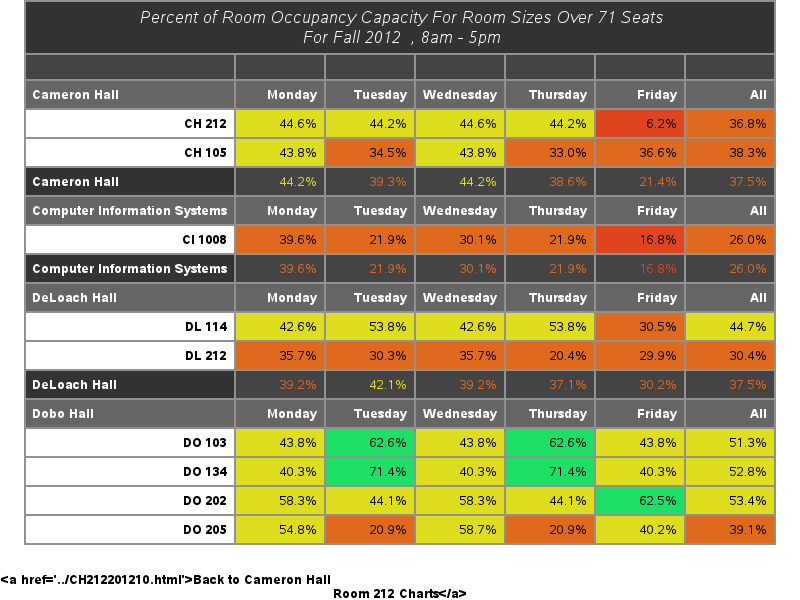 Percent of Room Occupancy Capacity For Room Sizes Over 71 Seats
For Fall 2012 , 8am - 5pm
Cameron Hall Monday Tuesday Wednesday Thursday Friday All
CH 212 44.6% 44.2% 44.6% 44.2% 6.2% 36.8%
CH 105 43.8% 34.5% 43.8% 33.0% 36.6% 38.3%
Cameron Hall 44.2% 39.3% 44.2% 38.6% 21.4% 37.5%
Computer Information Systems Monday Tuesday Wednesday Thursday Friday All
CI 1008 39.6% 21.9% 30.1% 21.9% 16.8% 26.0%
Computer Information Systems 39.6% 21.9% 30.1% 21.9% 16.8% 26.0%
DeLoach Hall Monday Tuesday Wednesday Thursday Friday All
DL 114 42.6% 53.8% 42.6% 53.8% 30.5% 44.7%
DL 212 35.7% 30.3% 35.7% 20.4% 29.9% 30.4%
DeLoach Hall 39.2% 42.1% 39.2% 37.1% 30.2% 37.5%
Dobo Hall Monday Tuesday Wednesday Thursday Friday All
DO 103 43.8% 62.6% 43.8% 62.6% 43.8% 51.3%
DO 134 40.3% 71.4% 40.3% 71.4% 40.3% 52.8%
DO 202 58.3% 44.1% 58.3% 44.1% 62.5% 53.4%
DO 205 54.8% 20.9% 58.7% 20.9% 40.2% 39.1%
<a href='../CH212201210.html'>Back to Cameron Hall
Room 212 Charts</a>